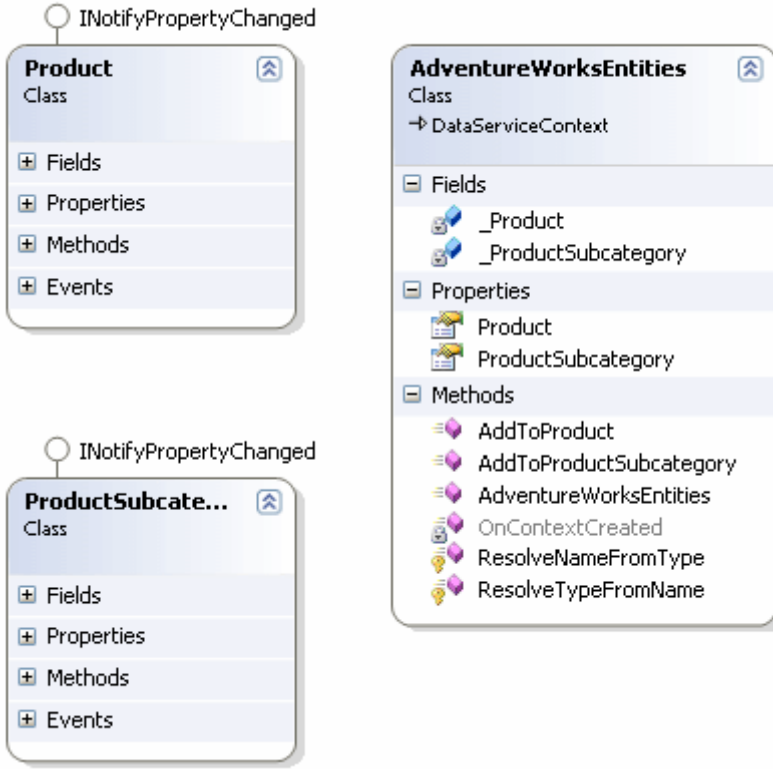 INotifyPropertyChanged
Product
Class
Fields
Properties
Methods
Events
INotifyPropertyChanged
ProductSubcate...
Class
Fields
Properties
Methods
Events
AdventureWorksEntities
Class
DataServiceContext
Fields
_Product
_ProductSubcategory
Properties
Product
ProductSubcategory
Methods
AddToProduct
AddToProductSubcategory
AdventureWorksEntities
OnContextCreated
ResolveNameFromType
ResolveTypeFromName